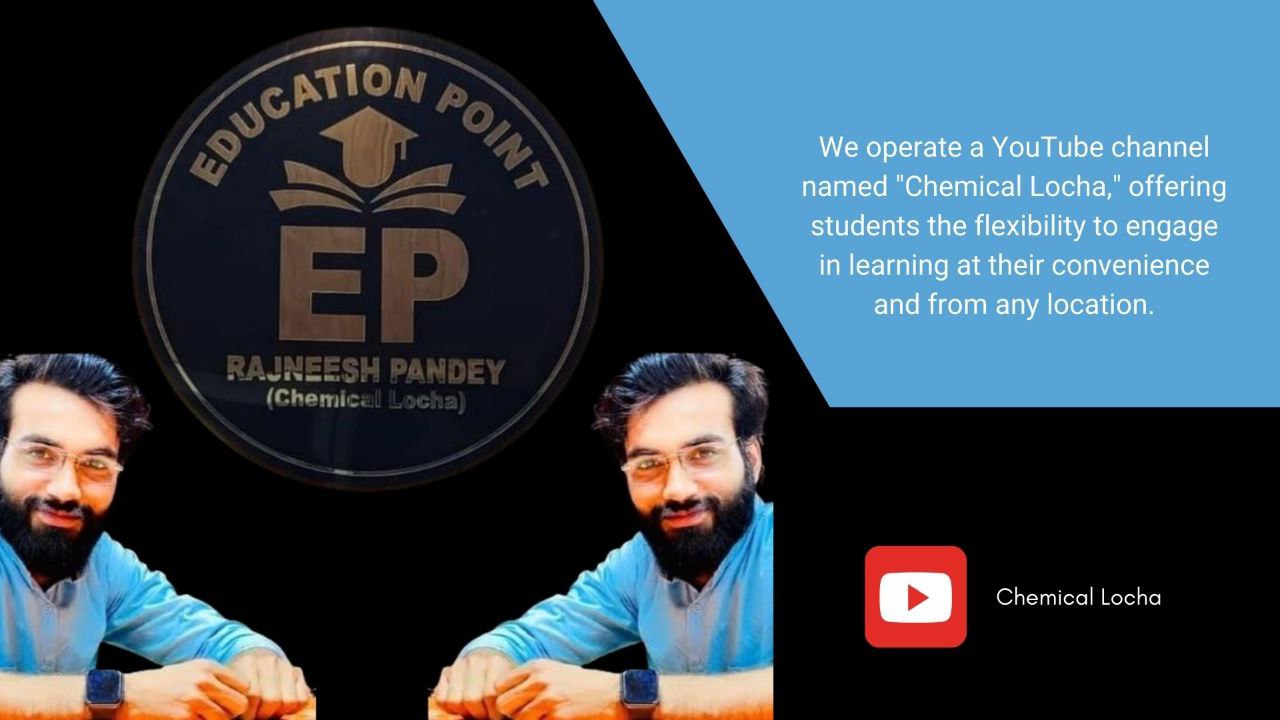 EDUCATION POINT
EP
RAJNEESH PANDEY
(Chemical Locha)
We operate a YouTube channel
named "Chemical Locha," offering
students the flexibility to engage
in learning at their convenience
and from any location.
Chemical Locha